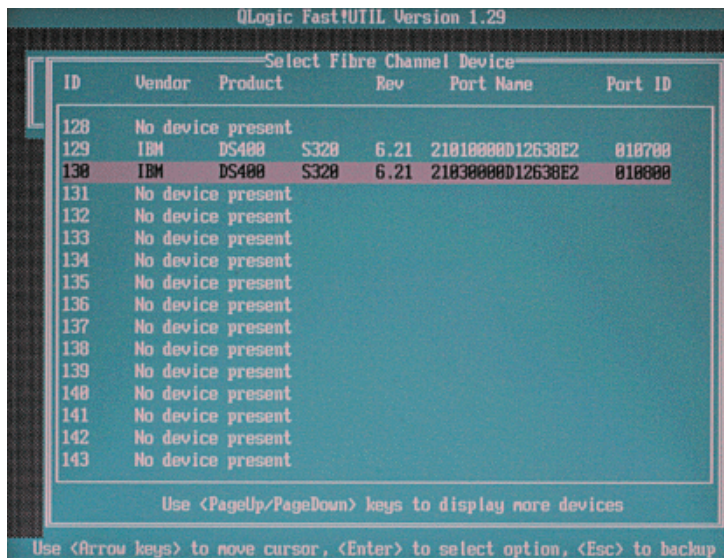 QLogic Fast!UTIL Version 1.29
Select Fibre Channel Device
ID Vendor Product Rev Port Name Port ID
128 No device present
129 IBM DS400 S320 6.21 21010000D12638E2 010700
130 IBM DS400 S320 6.21 21030000D12638E2 010800
131 No device present
132 No device present
133 No device present
134 No device present
135 No device present
136 No device present
137 No device present
138 No device present
139 No device present
140 No device present
141 No device present
142 No device present
143 No device present
Use <PageUp/PageDown> keys to display more devices
Use <Arrow keys> to move cursor, <Enter> to select option, <Esc> to backup